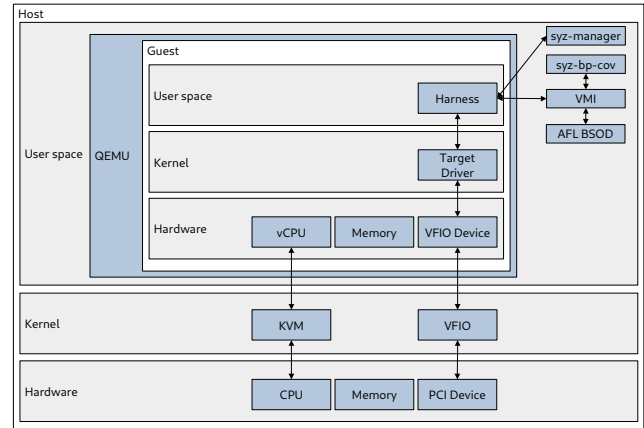 Host
syz-manager
Guest
syz-bp-cov
User space
Harness
VMI
AFL BSOD
User space
QEMU
Kernel
Target
Driver
Hardware
vCPU
Memory
VFIO Device
Kernel
KVM
VFIO
Hardware
CPU
Memory
PCI Device